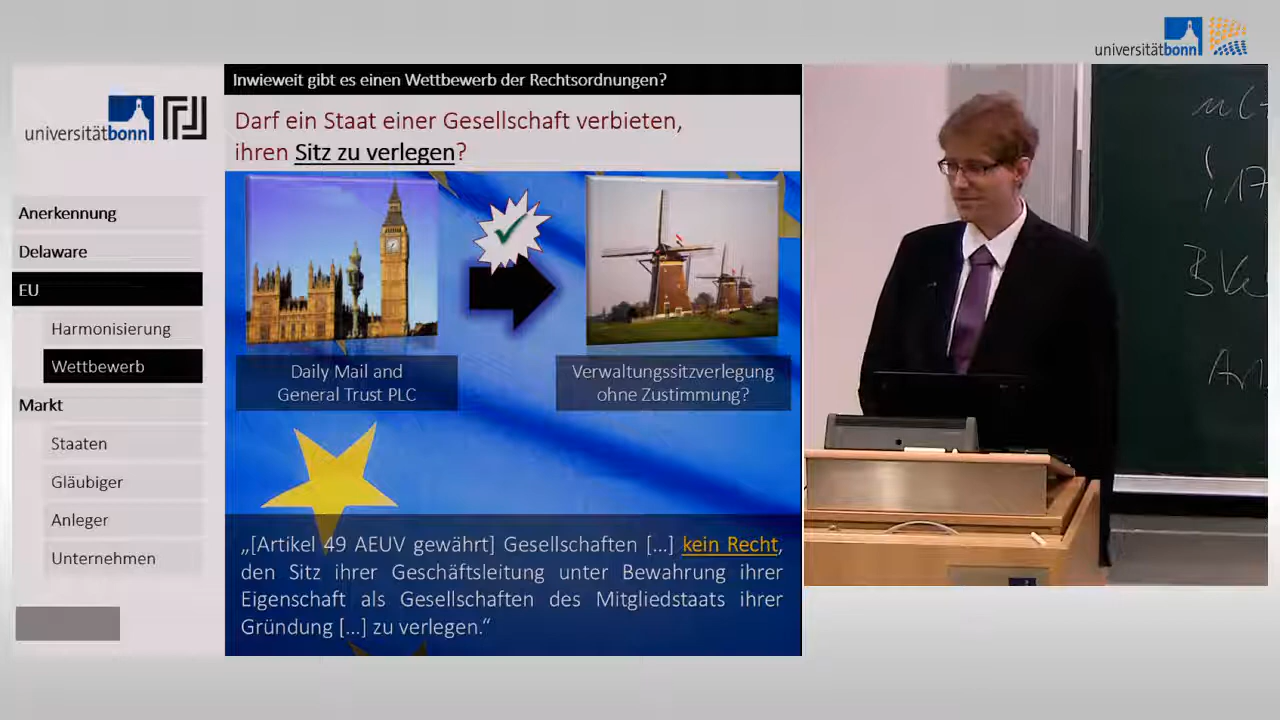 universitätbonn
universitätbonn
Anerkennung
Delaware
EU
Harmonisierung
Wettbewerb
Markt
Staaten
Gläubiger
Anleger
Unternehmen
Inwieweit gibt es einen Wettbewerb der Rechtsordnungen?
Darf ein Staat einer Gesellschaft verbieten,
ihren Sitz zu verlegen?
Daily Mail and
General Trust PLC
Verwaltungssitzverlegung
ohne Zustimmung?
„[Artikel 49 AEUV gewährt] Gesellschaften [...] kein Recht,
den Sitz ihrer Geschäftsleitung unter Bewahrung ihrer
Eigenschaft als Gesellschaften des Mitgliedstaats ihrer
Gründung [...] zu verlegen.“